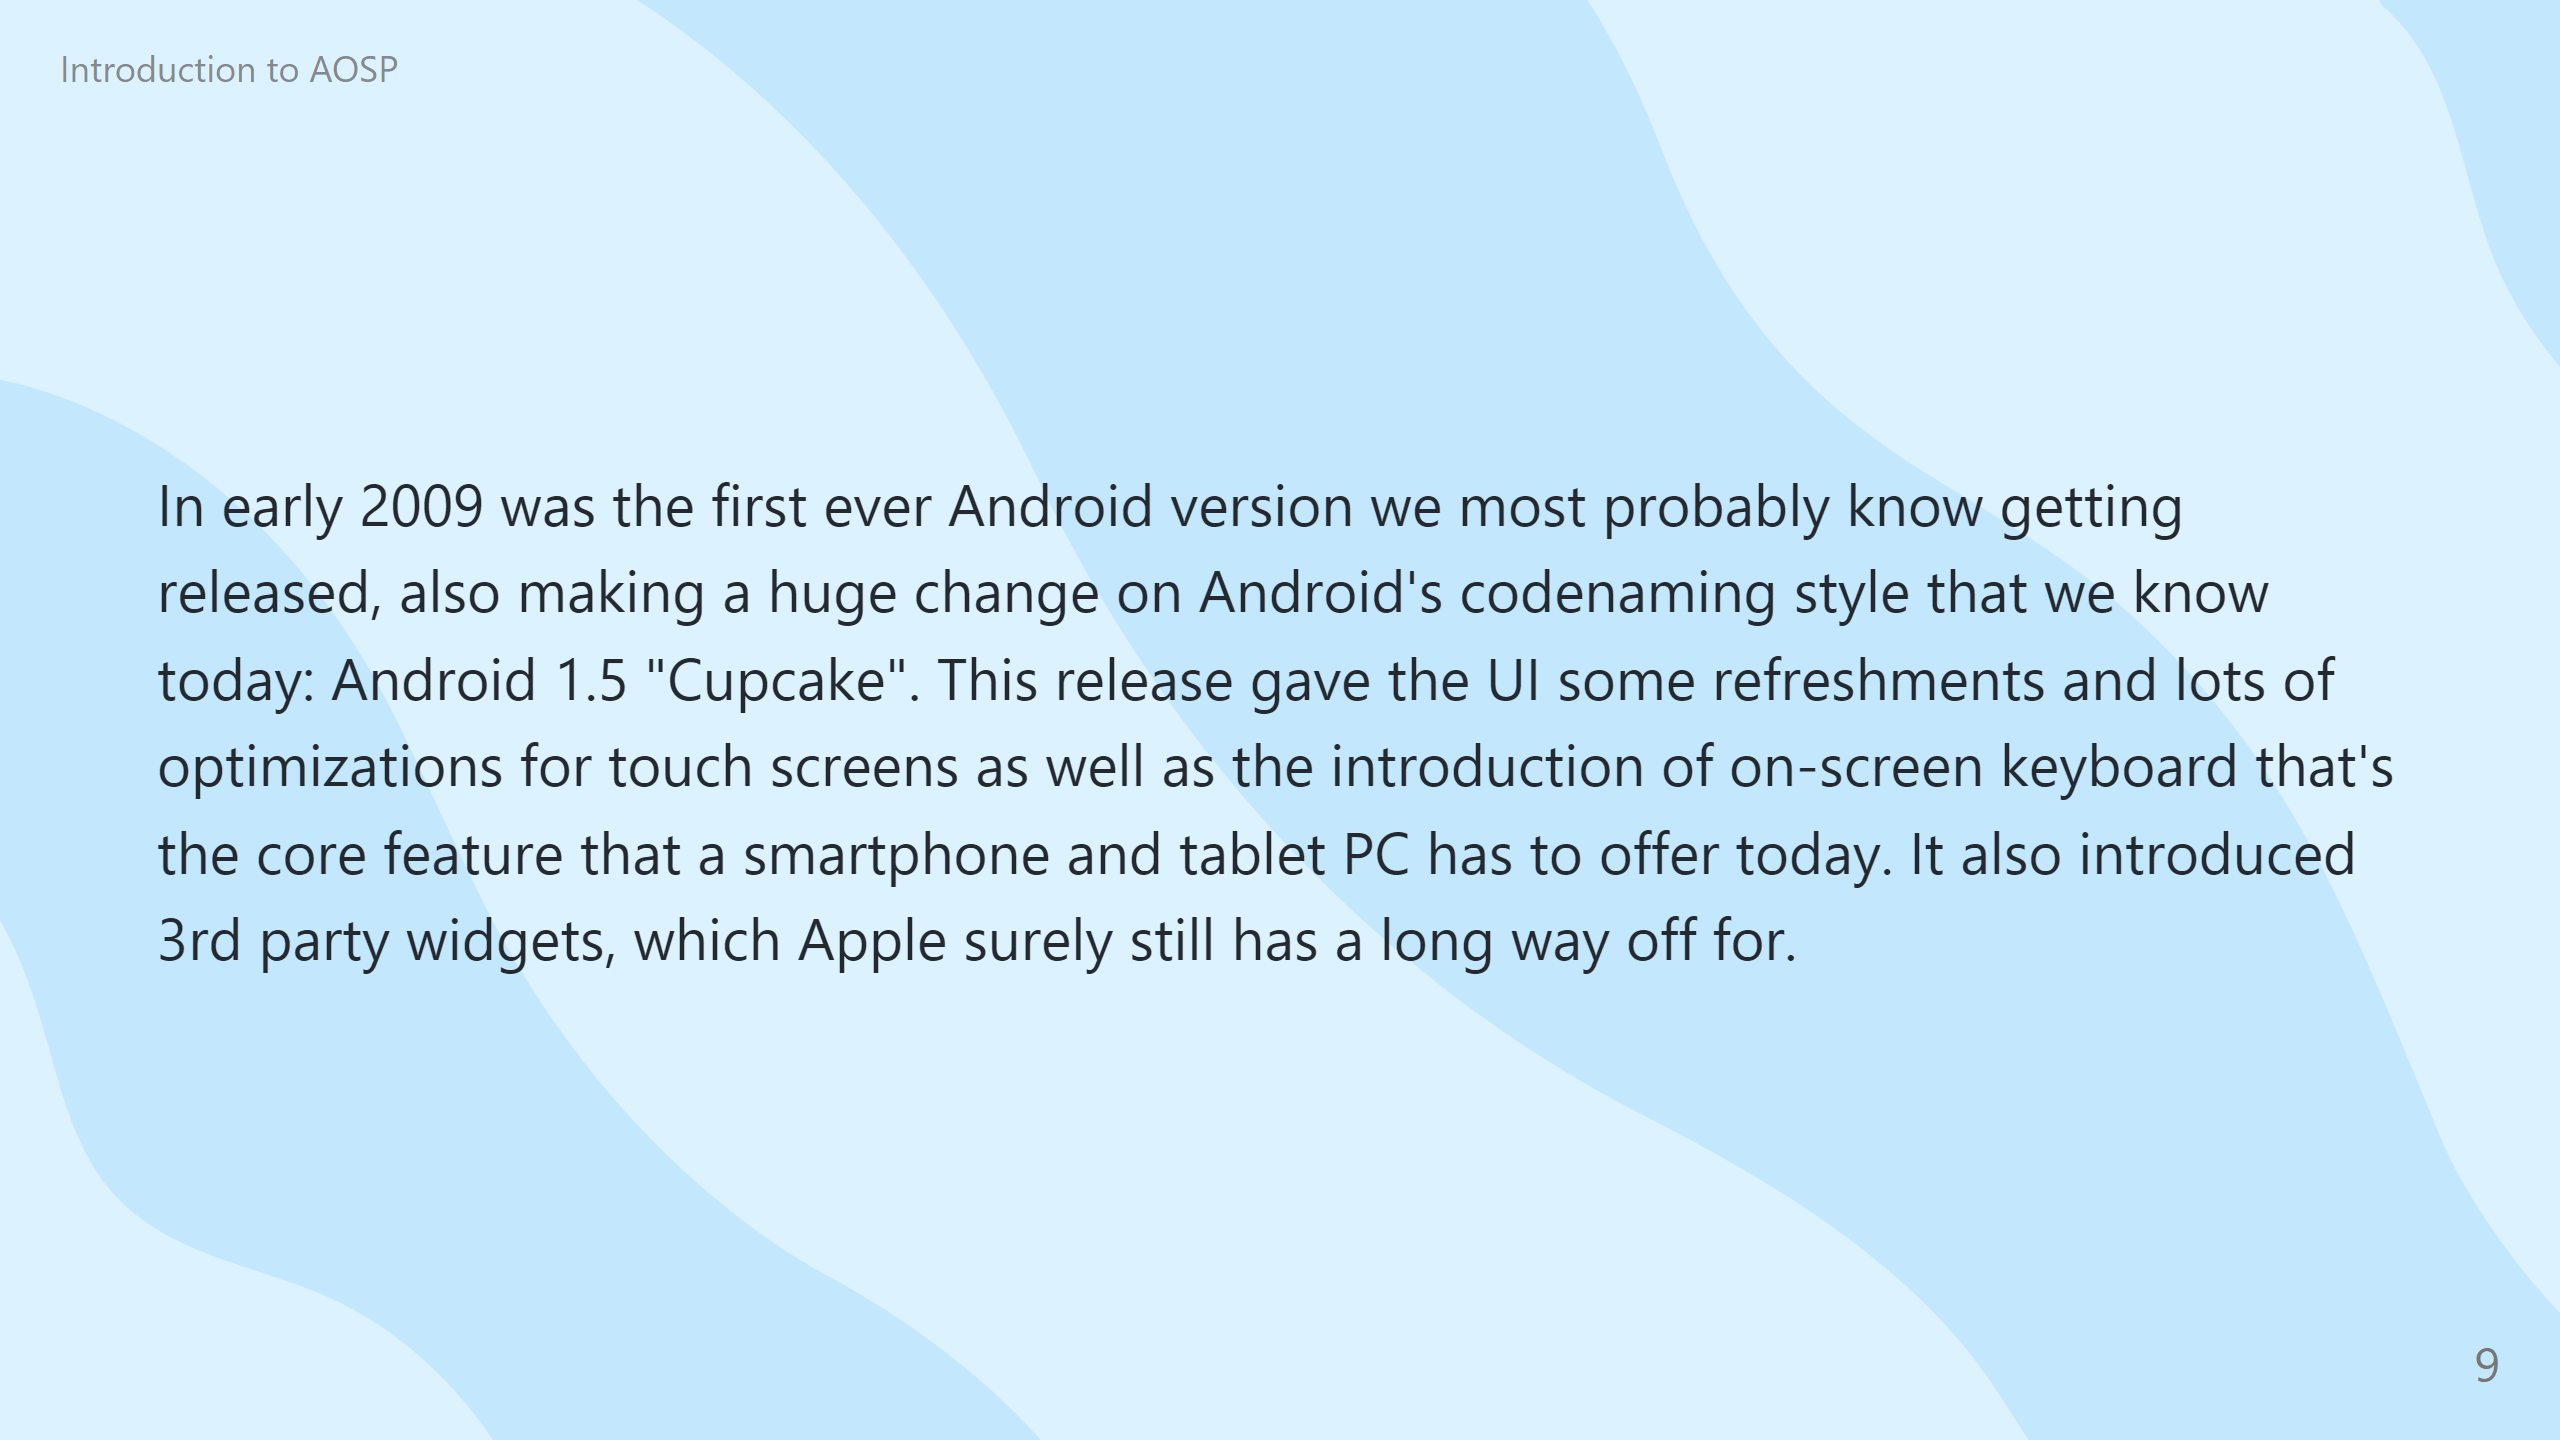 Introduction to AOSP
In early 2009 was the first ever Android version we most probably know getting
released, also making a huge change on Android's codenaming style that we know
today: Android 1.5 "Cupcake". This release gave the UI some refreshments and lots of
optimizations for touch screens as well as the introduction of on-screen keyboard that's
the core feature that a smartphone and tablet PC has to offer today. It also introduced
3rd party widgets, which Apple surely still has a long way off for.
9